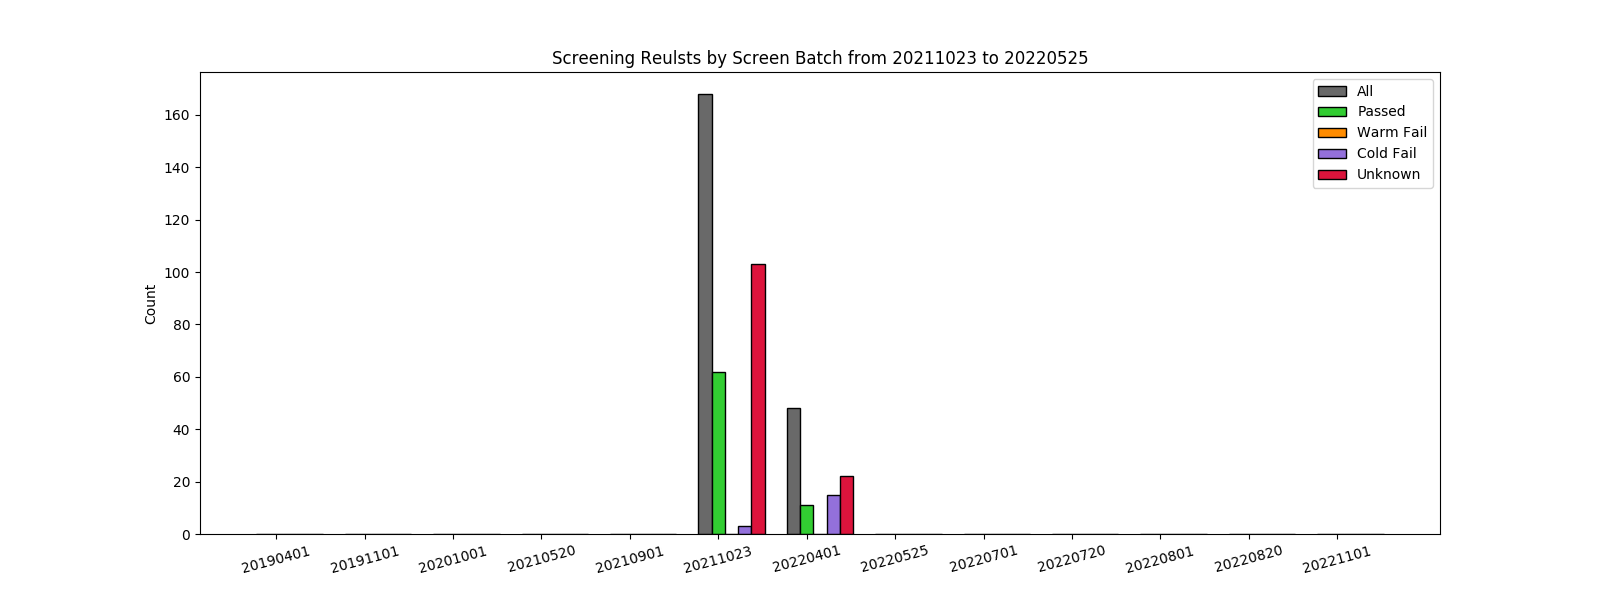 Screening Reulsts by Screen Batch from 20211023 to 20220525
All
Passed
Warm Fail
Cold Fail
Unknown
Count
160
140
120
100
80
60
40
20
0
20190401 20191101 20201001 20210520 20210901 20211023 20220401 20220525 20220701 20220720 20220801 20220820 20221101